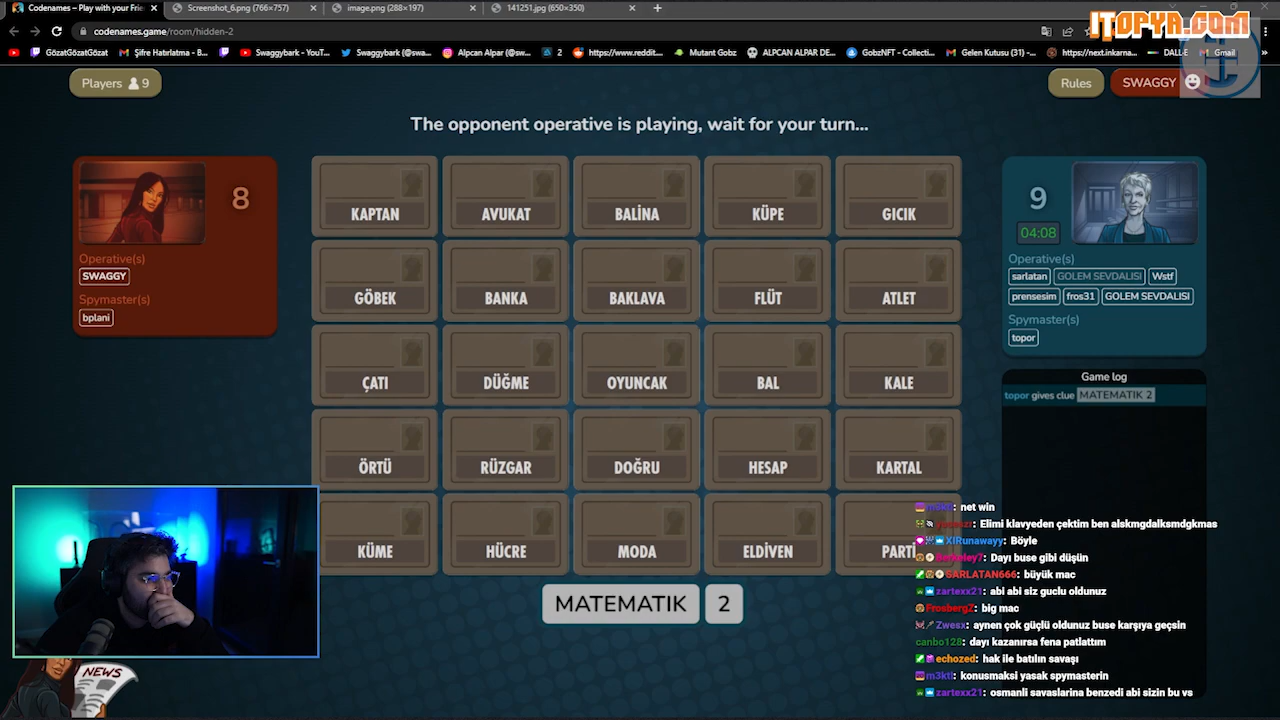 Codenames – Play with your Frie
Screenshot_6.png (766×757)
image.png (288×197)
141251.jpg (650×350)
codenames.game/room/hidden-2
GözatGözatGözat
Şifre Hatırlatma - B...
Swaggybark - YouT...
Swaggybark (@swa...
Alpcan Alpar (@sw...
2
https://www.reddit...
Mutant Gobz
ALPCAN ALPAR DE...
GobzNFT - Collecti...
Gelen Kutusu (31) -...
https://next.inkarna...
DALL·E
Gmail
İTOPYA.COM
Players 9
Rules
SWAGGY
The opponent operative is playing, wait for your turn...
8
Operative(s)
SWAGGY
Spymaster(s)
bplani
KAPTAN
AVUKAT
BALİNA
KÜPE
GICIK
GÖBEK
BANKA
BAKLAVA
FLÜT
ATLET
ÇATI
DÜĞME
OYUNCAK
BAL
KALE
ÖRTÜ
RÜZGAR
DOĞRU
HESAP
KARTAL
KÜME
HÜCRE
MODA
ELDİVEN
PARTİ
MATEMATIK 2
9
04:08
Operative(s)
sarlatan GOLEM SEVDALISI Wstf
prensesim fros31 GOLEM SEVDALISI
Spymaster(s)
topor
Game log
topor gives clue MATEMATIK 2
m3ktl: net win
Elimi klavyeden çektim ben alskmgdalksmdgkmas
XIRunawayy: Böyle
Berkeley7: Dayı buse gibi düşün
SARLATAN666: büyük mac
zartexx21: abi abi siz guclu oldunuz
FrosbergZ: big mac
Zwesx: aynen çok güçlü oldunuz buse karşıya geçsin
canbo128: dayı kazanırsa fena patlattım
echozed: hak ile batılın savaşı
m3ktl: konusmaksi yasak spymasterin
zartexx21: osmanli savaslarina benzedi abi sizin bu vs
NEWS